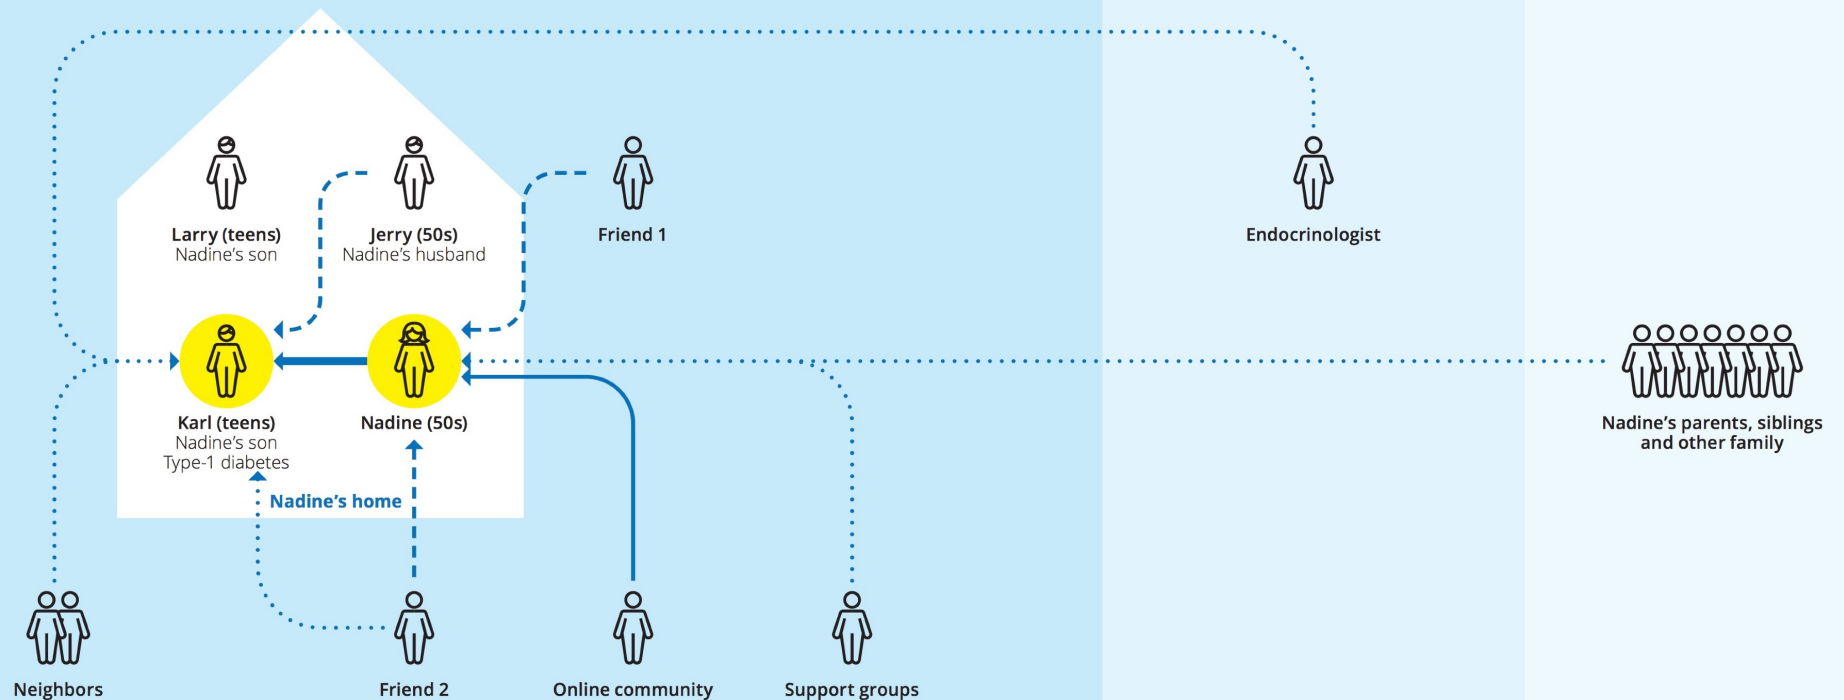 Larry (teens)
Nadine’s son
Jerry (50s)
Nadine’s husband
Friend 1
Endocrinologist
Karl (teens)
Nadine’s son
Type-1 diabetes
Nadine (50s)
Nadine’s parents, siblings
and other family
Nadine’s home
Neighbors
Friend 2
Online community
Support groups